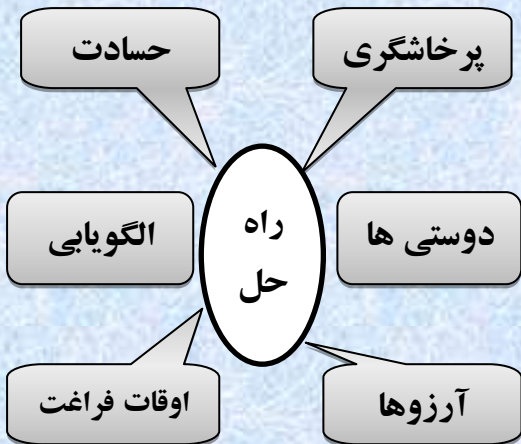 پرخاشگری
حسادت
راه
حل
دوستی ها
الگویابی
آرزوها
اوقات فراغت